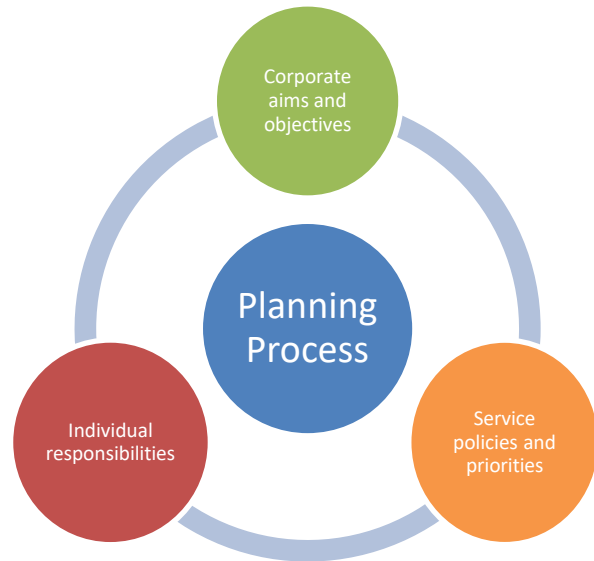 Corporate
aims and
objectives
Planning
Process
Individual
responsibilities
Service
policies and
priorities